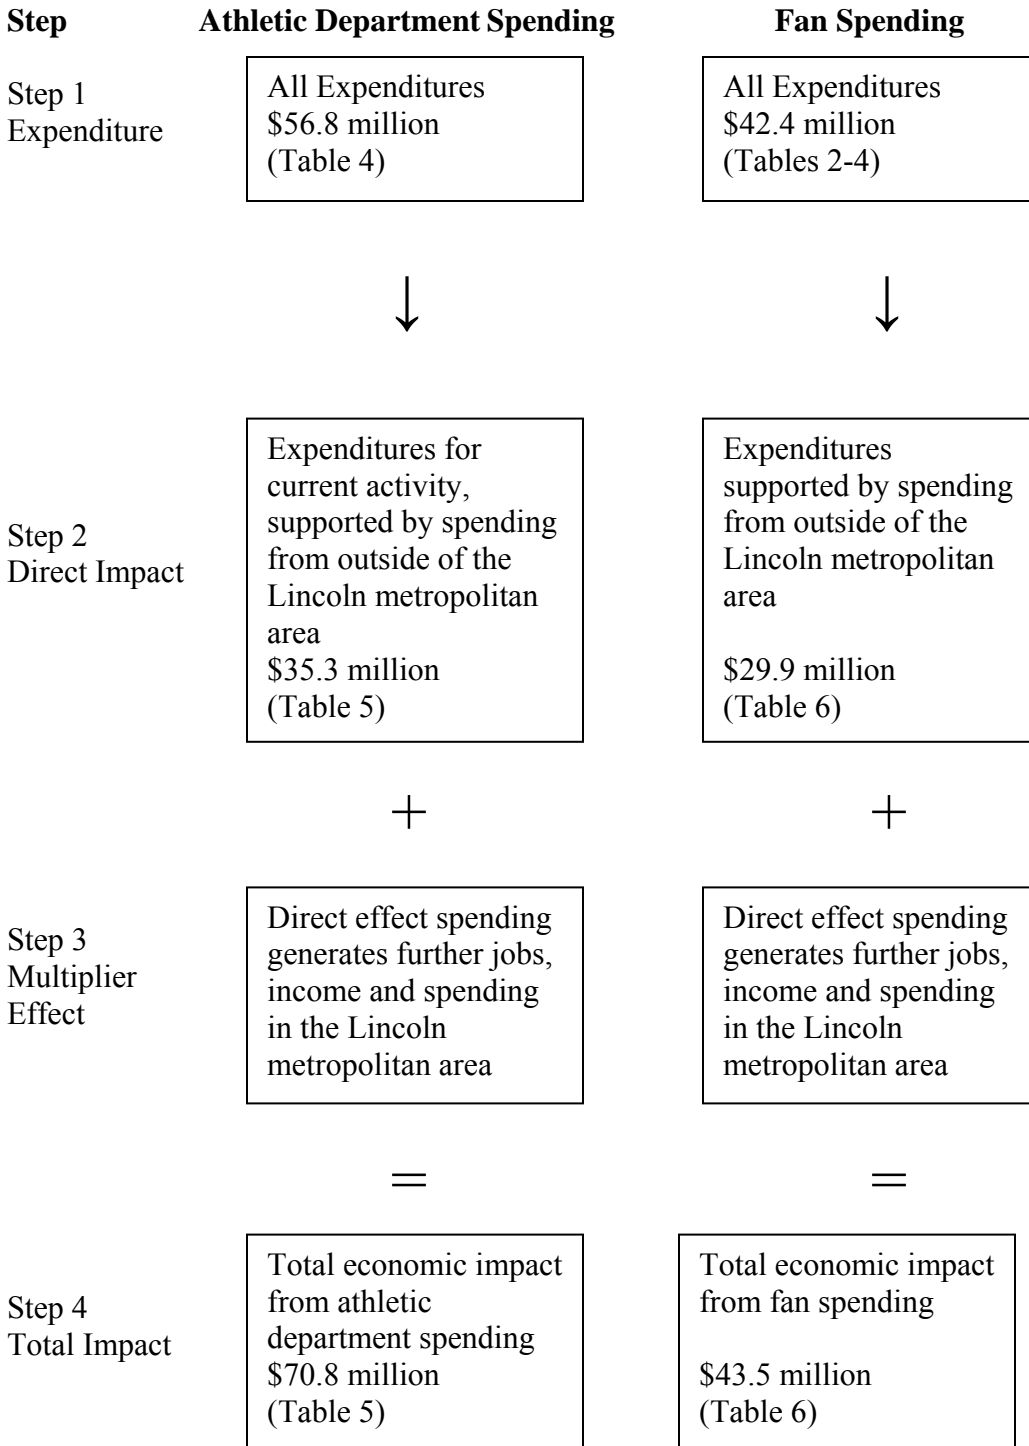 Step Athletic Department Spending Fan Spending
Step 1
Expenditure
All Expenditures
$56.8 million
(Table 4)
All Expenditures
$42.4 million
(Tables 2-4)
↓ ↓
Step 2
Direct Impact
Expenditures for
current activity,
supported by spending
from outside of the
Lincoln metropolitan
area
$35.3 million
(Table 5)
Expenditures
supported by spending
from outside of the
Lincoln metropolitan
area
$29.9 million
(Table 6)
+ +
Step 3
Multiplier
Effect
Direct effect spending
generates further jobs,
income and spending
in the Lincoln
metropolitan area
Direct effect spending
generates further jobs,
income and spending
in the Lincoln
metropolitan area
= =
Step 4
Total Impact
Total economic impact
from athletic
department spending
$70.8 million
(Table 5)
Total economic impact
from fan spending
$43.5 million
(Table 6)